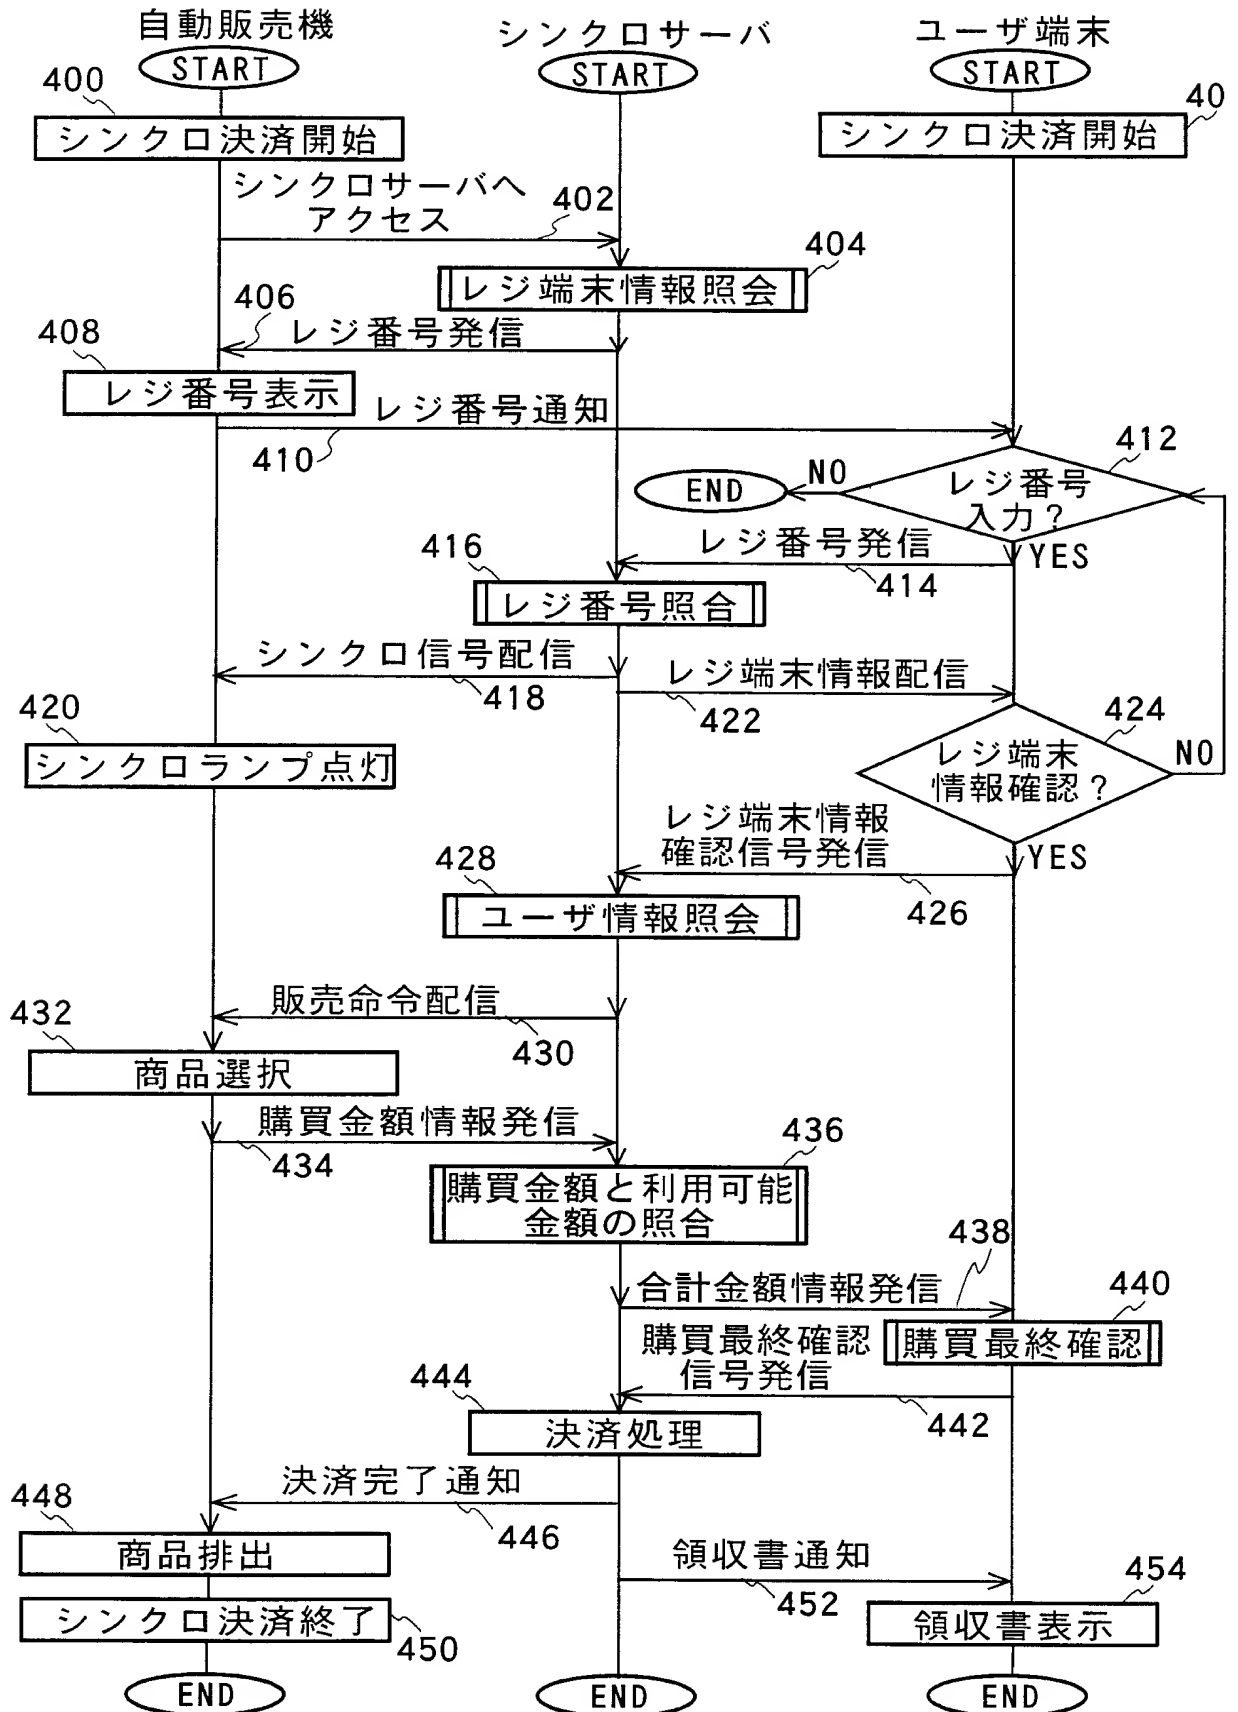 自動販売機
シンクロサーバ
ユーザ端末
START
START
START
400
シンクロ決済開始
40
シンクロ決済開始
シンクロサーバへ
アクセス
402
404
レジ端末情報照会
406
レジ番号発信
408
レジ番号表示
レジ番号通知
410
412
レジ番号
入力?
NO
END
YES
レジ番号発信
414
416
レジ番号照合
シンクロ信号配信
418
レジ端末情報配信
422
420
シンクロランプ点灯
424
レジ端末
情報確認?
NO
YES
レジ端末情報
確認信号発信
426
428
ユーザ情報照会
販売命令配信
430
432
商品選択
購買金額情報発信
434
436
購買金額と利用可能
金額の照合
438
合計金額情報発信
440
購買最終確認
購買最終確認
信号発信
442
444
決済処理
決済完了通知
446
448
商品排出
領収書通知
452
454
領収書表示
シンクロ決済終了
450
END
END
END